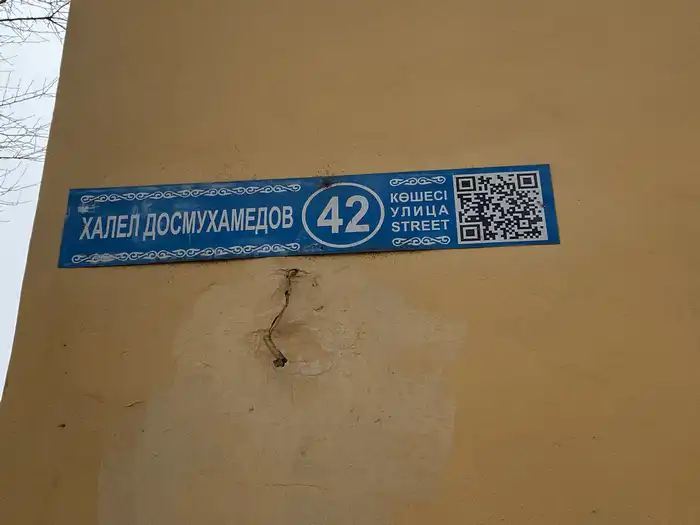 ХАЛЕЛ ДОСМУХАМЕДОВ
42
КӨШЕСІ
УЛИЦА
STREET